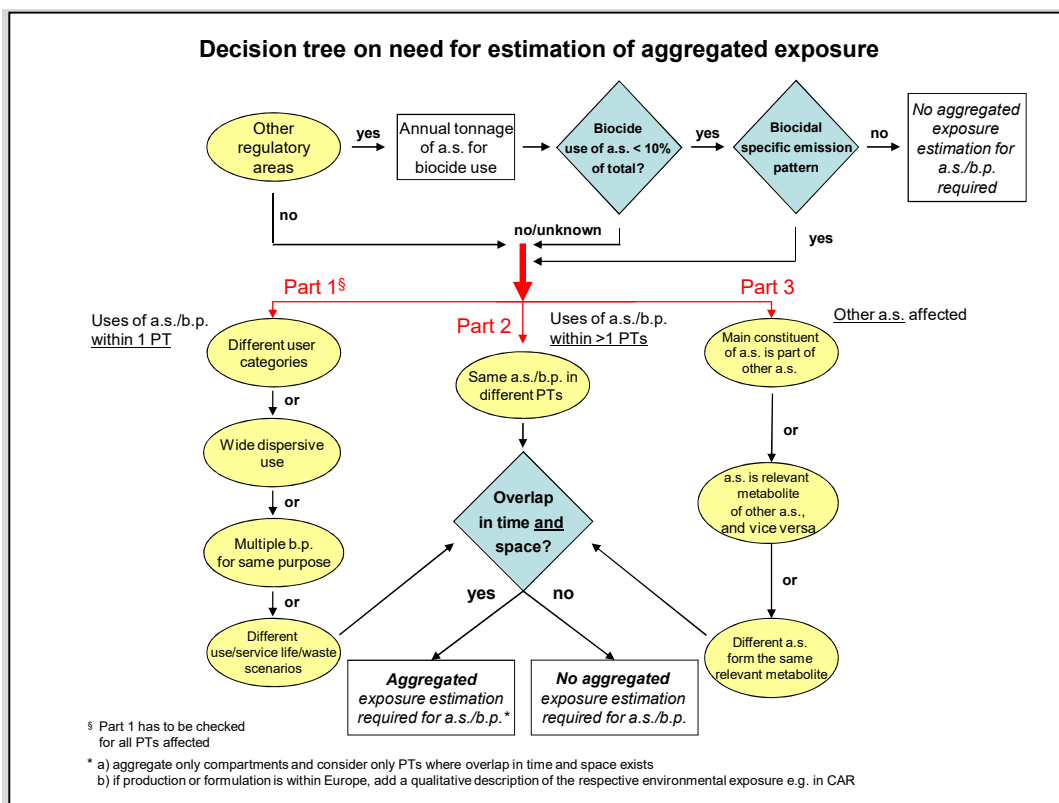 Decision tree on need for estimation of aggregated exposure
Other
regulatory
areas
yes
Annual tonnage
of a.s. for
biocide use
Biocide
use of a.s. < 10%
of total?
yes
Biocidal
specific emission
pattern
no
No aggregated
exposure
estimation for
a.s./b.p.
required
no
no/unknown
yes
Part 1§
Part 2
Part 3
Uses of a.s./b.p.
within 1 PT
Uses of a.s./b.p.
within >1 PTs
Other a.s. affected
Different user
categories
or
Wide dispersive
use
or
Multiple b.p.
for same purpose
or
Different
use/service life/waste
scenarios
Same a.s./b.p. in
different PTs
Overlap
in time and
space?
yes
no
Main constituent
of a.s. is part of
other a.s.
or
a.s. is relevant
metabolite
of other a.s.,
and vice versa
or
Different a.s.
form the same
relevant metabolite
Aggregated
exposure estimation
required for a.s./b.p.*
No aggregated
exposure estimation
required for a.s./b.p.
§ Part 1 has to be checked
for all PTs affected
* a) aggregate only compartments and consider only PTs where overlap in time and space exists
b) if production or formulation is within Europe, add a qualitative description of the respective environmental exposure e.g. in CAR